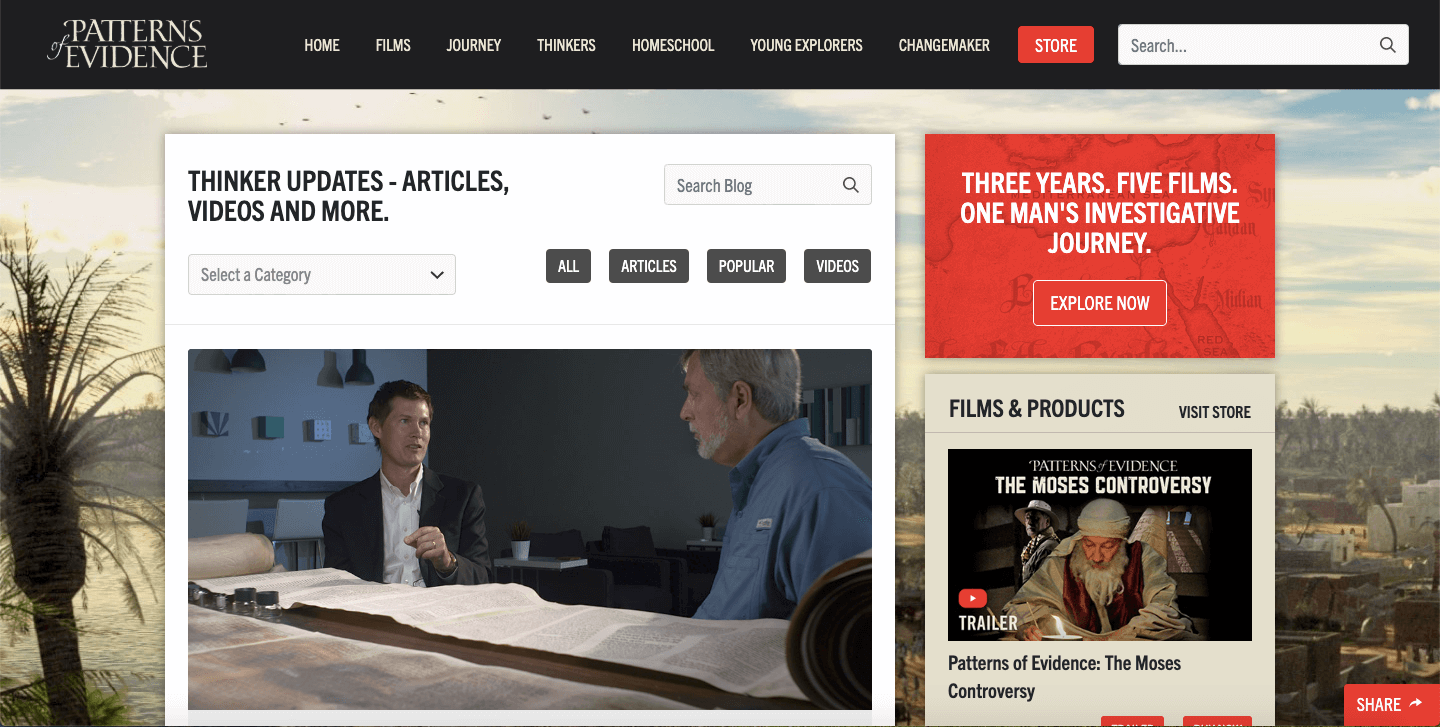 PATTERNS
of EVIDENCE
HOME
FILMS
JOURNEY
THINKERS
HOMESCHOOL
YOUNG EXPLORERS
CHANGEMAKER
STORE
Search...
THINKER UPDATES - ARTICLES,
VIDEOS AND MORE.
Search Blog
Select a Category
ALL
ARTICLES
POPULAR
VIDEOS
MEDITERRANEAN SEA
Canaan
Midian
RED
SEA
THREE YEARS. FIVE FILMS.
ONE MAN'S INVESTIGATIVE
JOURNEY.
EXPLORE NOW
FILMS & PRODUCTS
VISIT STORE
PATTERNS of EVIDENCE
THE MOSES CONTROVERSY
TRAILER
Patterns of Evidence: The Moses
Controversy
SHARE